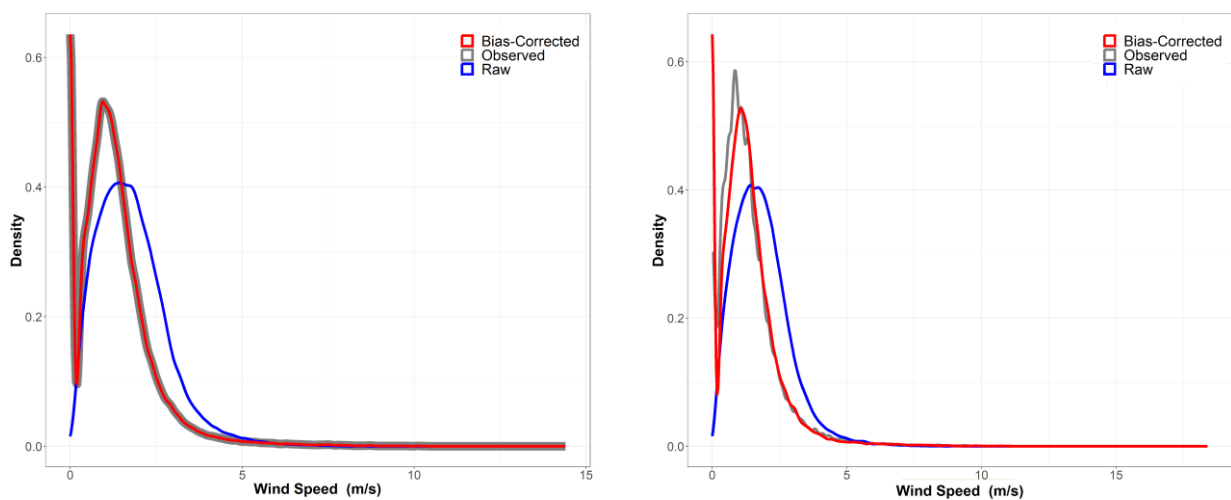 Bias-Corrected
Observed
Raw
0.6
0.4
0.2
0.0
Density
0
5
10
15
Wind Speed (m/s)
Bias-Corrected
Observed
Raw
0.6
0.4
0.2
0.0
Density
0
5
10
15
Wind Speed (m/s)